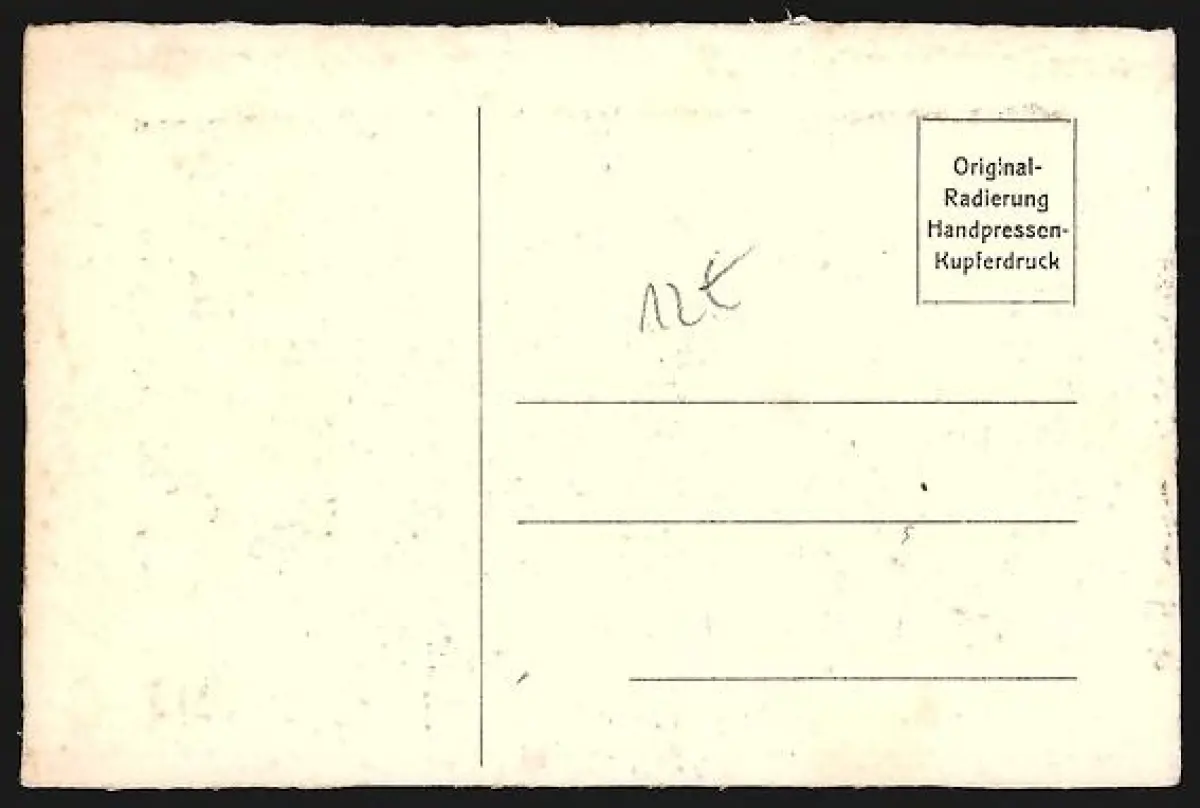 Original-
Radierung
Handpressen-
Kupferdruck
12€